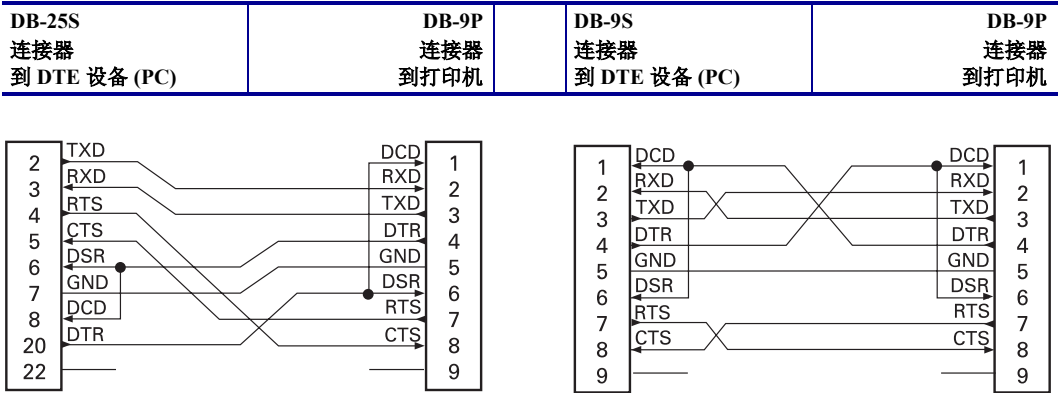 DB-25S
连接器
到 DTE 设备 (PC)
DB-9P
连接器
到打印机
DB-9S
连接器
到 DTE 设备 (PC)
DB-9P
连接器
到打印机
2 TXD DCD 1
3 RXD RXD 2
4 RTS TXD 3
5 CTS DTR 4
6 DSR GND 5
7 GND DSR 6
8 DCD RTS 7
20 DTR CTS 8
22 9
1 DCD DCD 1
2 RXD RXD 2
3 TXD TXD 3
4 DTR DTR 4
5 GND GND 5
6 DSR DSR 6
7 RTS RTS 7
8 CTS CTS 8
9 9